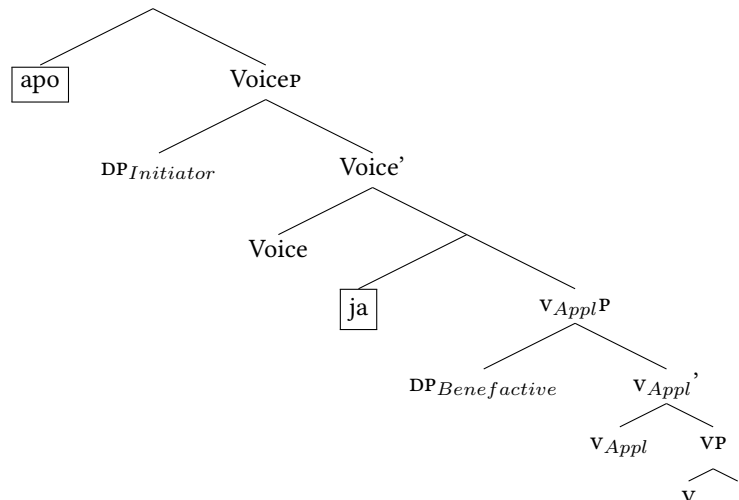 apo
VoiceP
DP_Initiator
Voice’
Voice
ja
v_ApplP
DP_Benefactive
v_Appl’
v_Appl
vP
v